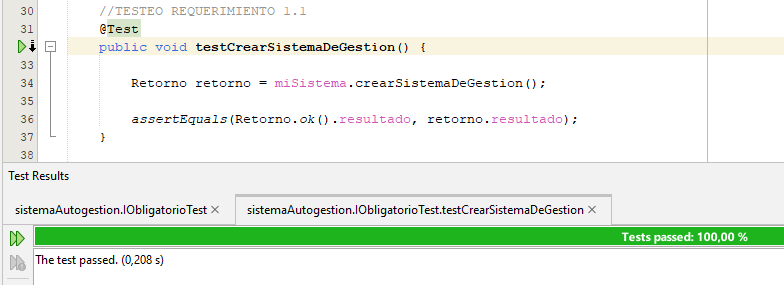 30 //TESTEO REQUERIMIENTO 1.1
31 @Test
public void testCrearSistemaDeGestion() {
33
34 Retorno retorno = miSistema.crearSistemaDeGestion();
35
36 assertEquals(Retorno.ok().resultado, retorno.resultado);
37 }
38
Test Results
sistemaAutogestion.IObligatorioTest × sistemaAutogestion.IObligatorioTest.testCrearSistemaDeGestion ×
Tests passed: 100,00 %
The test passed. (0,208 s)